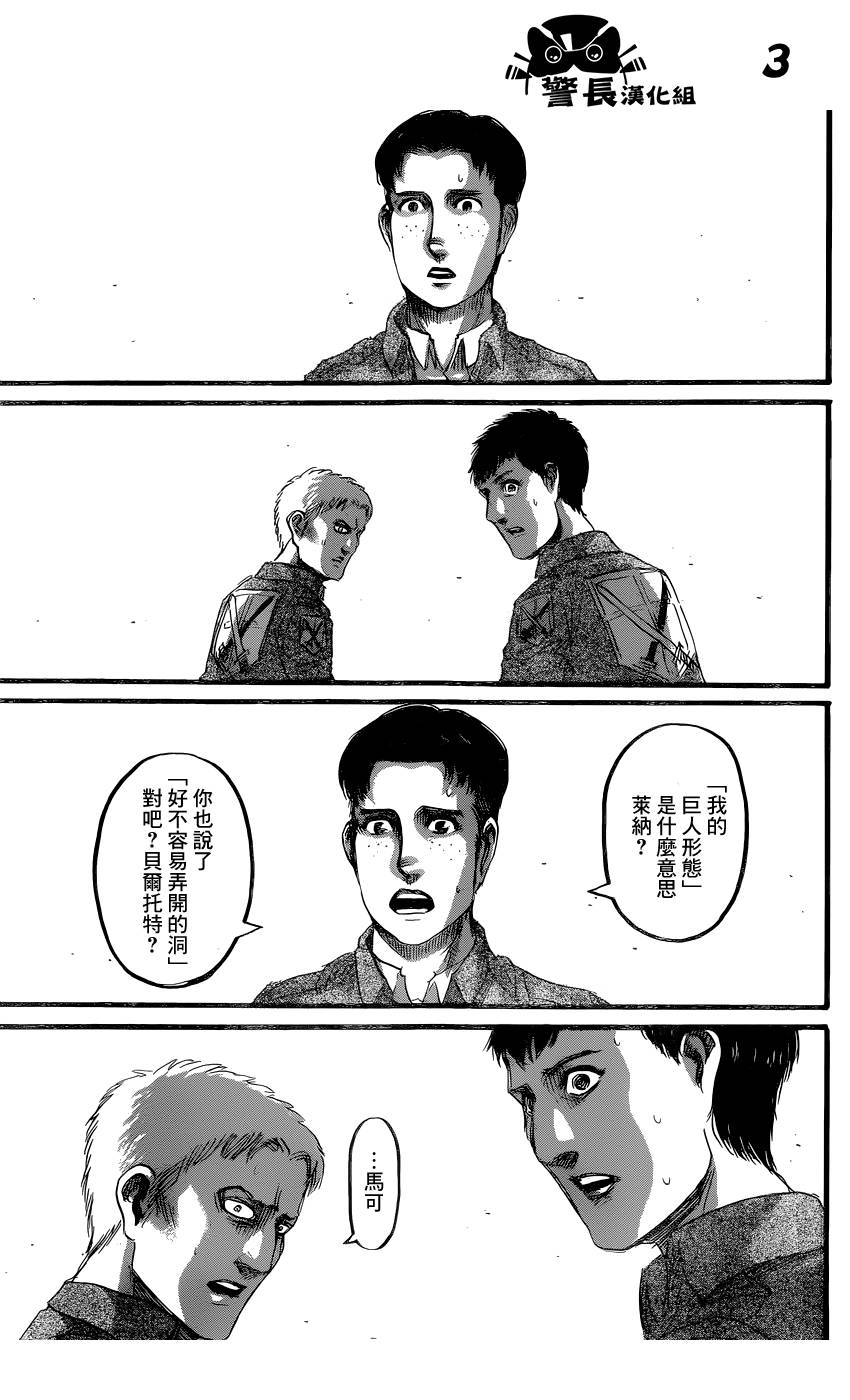 警長漢化組
3
「我的
巨人形態」
是什麼意思
萊納？
你也說了
「好不容易弄開的洞」
對吧？貝爾托特？
…馬可